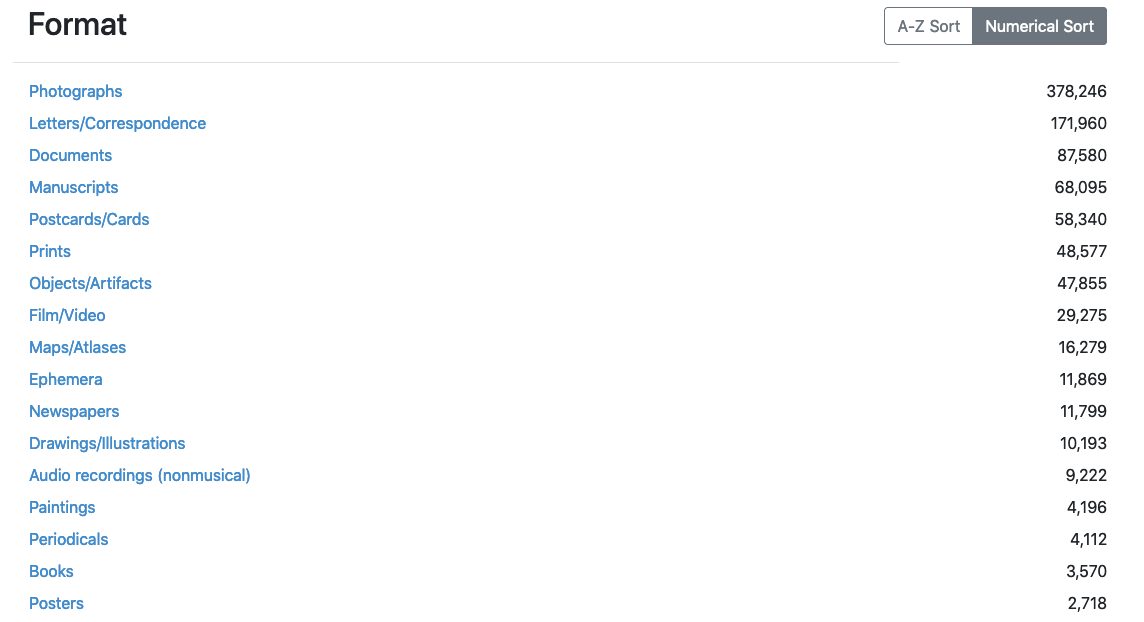 Format
A-Z Sort Numerical Sort
Photographs 378,246
Letters/Correspondence 171,960
Documents 87,580
Manuscripts 68,095
Postcards/Cards 58,340
Prints 48,577
Objects/Artifacts 47,855
Film/Video 29,275
Maps/Atlases 16,279
Ephemera 11,869
Newspapers 11,799
Drawings/Illustrations 10,193
Audio recordings (nonmusical) 9,222
Paintings 4,196
Periodicals 4,112
Books 3,570
Posters 2,718